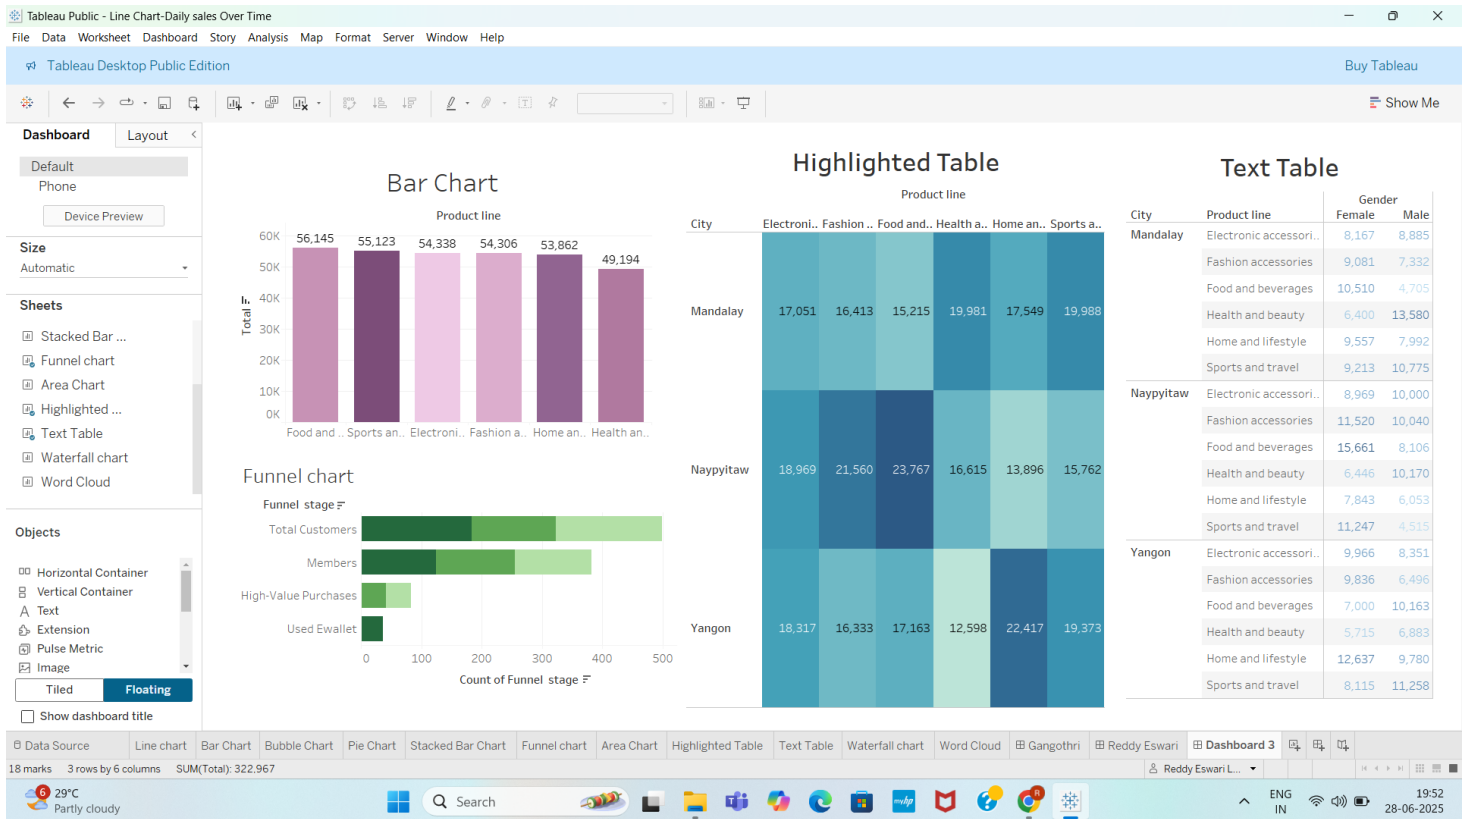 Tableau Public - Line Chart-Daily sales Over Time
File Data Worksheet Dashboard Story Analysis Map Format Server Window Help
Tableau Desktop Public Edition
Buy Tableau
Show Me
Dashboard Layout
Default
Phone
Device Preview
Size
Automatic
Sheets
Stacked Bar ...
Funnel chart
Area Chart
Highlighted ...
Text Table
Waterfall chart
Word Cloud
Objects
Horizontal Container
Vertical Container
Text
Extension
Pulse Metric
Image
Tiled Floating
Show dashboard title
Bar Chart
Product line
Total
60K
50K
40K
30K
20K
10K
0K
56,145 55,123 54,338 54,306 53,862 49,194
Food and .. Sports an.. Electroni.. Fashion a.. Home an.. Health an..
Funnel chart
Funnel stage
Total Customers
Members
High-Value Purchases
Used Ewallet
0 100 200 300 400 500
Count of Funnel stage
Highlighted Table
Product line
City Electroni.. Fashion .. Food and.. Health a.. Home an.. Sports a..
Mandalay 17,051 16,413 15,215 19,981 17,549 19,988
Naypyitaw 18,969 21,560 23,767 16,615 13,896 15,762
Yangon 18,317 16,333 17,163 12,598 22,417 19,373
Text Table
Gender
City Product line Female Male
Mandalay Electronic accessori.. 8,167 8,885
Fashion accessories 9,081 7,332
Food and beverages 10,510 4,705
Health and beauty 6,400 13,580
Home and lifestyle 9,557 7,992
Sports and travel 9,213 10,775
Naypyitaw Electronic accessori.. 8,969 10,000
Fashion accessories 11,520 10,040
Food and beverages 15,661 8,106
Health and beauty 6,446 10,170
Home and lifestyle 7,843 6,053
Sports and travel 11,247 4,515
Yangon Electronic accessori.. 9,966 8,351
Fashion accessories 9,836 6,496
Food and beverages 7,000 10,163
Health and beauty 5,715 6,883
Home and lifestyle 12,637 9,780
Sports and travel 8,115 11,258
Data Source Line chart Bar Chart Bubble Chart Pie Chart Stacked Bar Chart Funnel chart Area Chart Highlighted Table Text Table Waterfall chart Word Cloud Gangothri Reddy Eswari Dashboard 3
18 marks 3 rows by 6 columns SUM(Total): 322,967
Reddy Eswari L...
6
29°C
Partly cloudy
Search
myhp
R
ENG
IN
19:52
28-06-2025